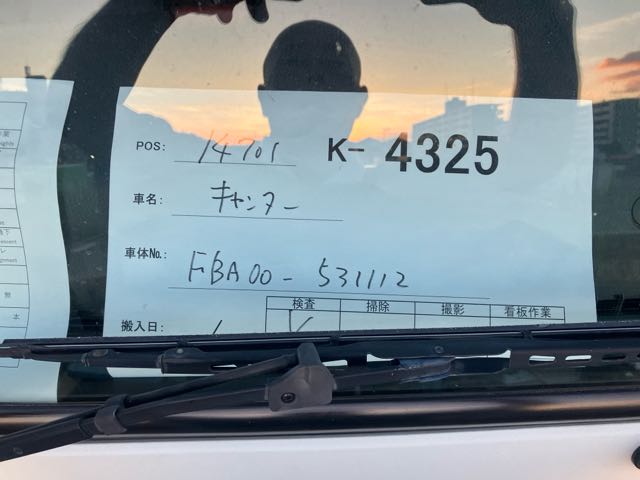 POS: 14701 K-4325
車名: キャンター
車体No.: FBA00-531112
検査 掃除 撮影 看板作業
搬入日: